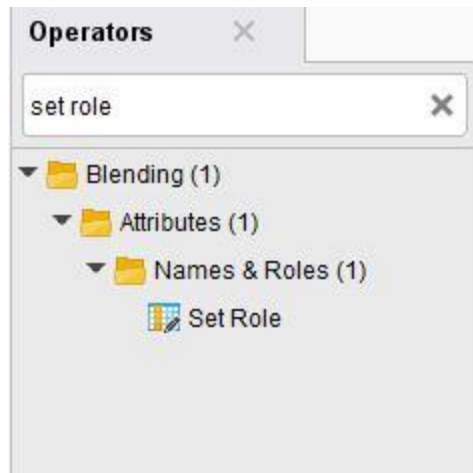 Operators
set role
Blending (1)
Attributes (1)
Names & Roles (1)
Set Role